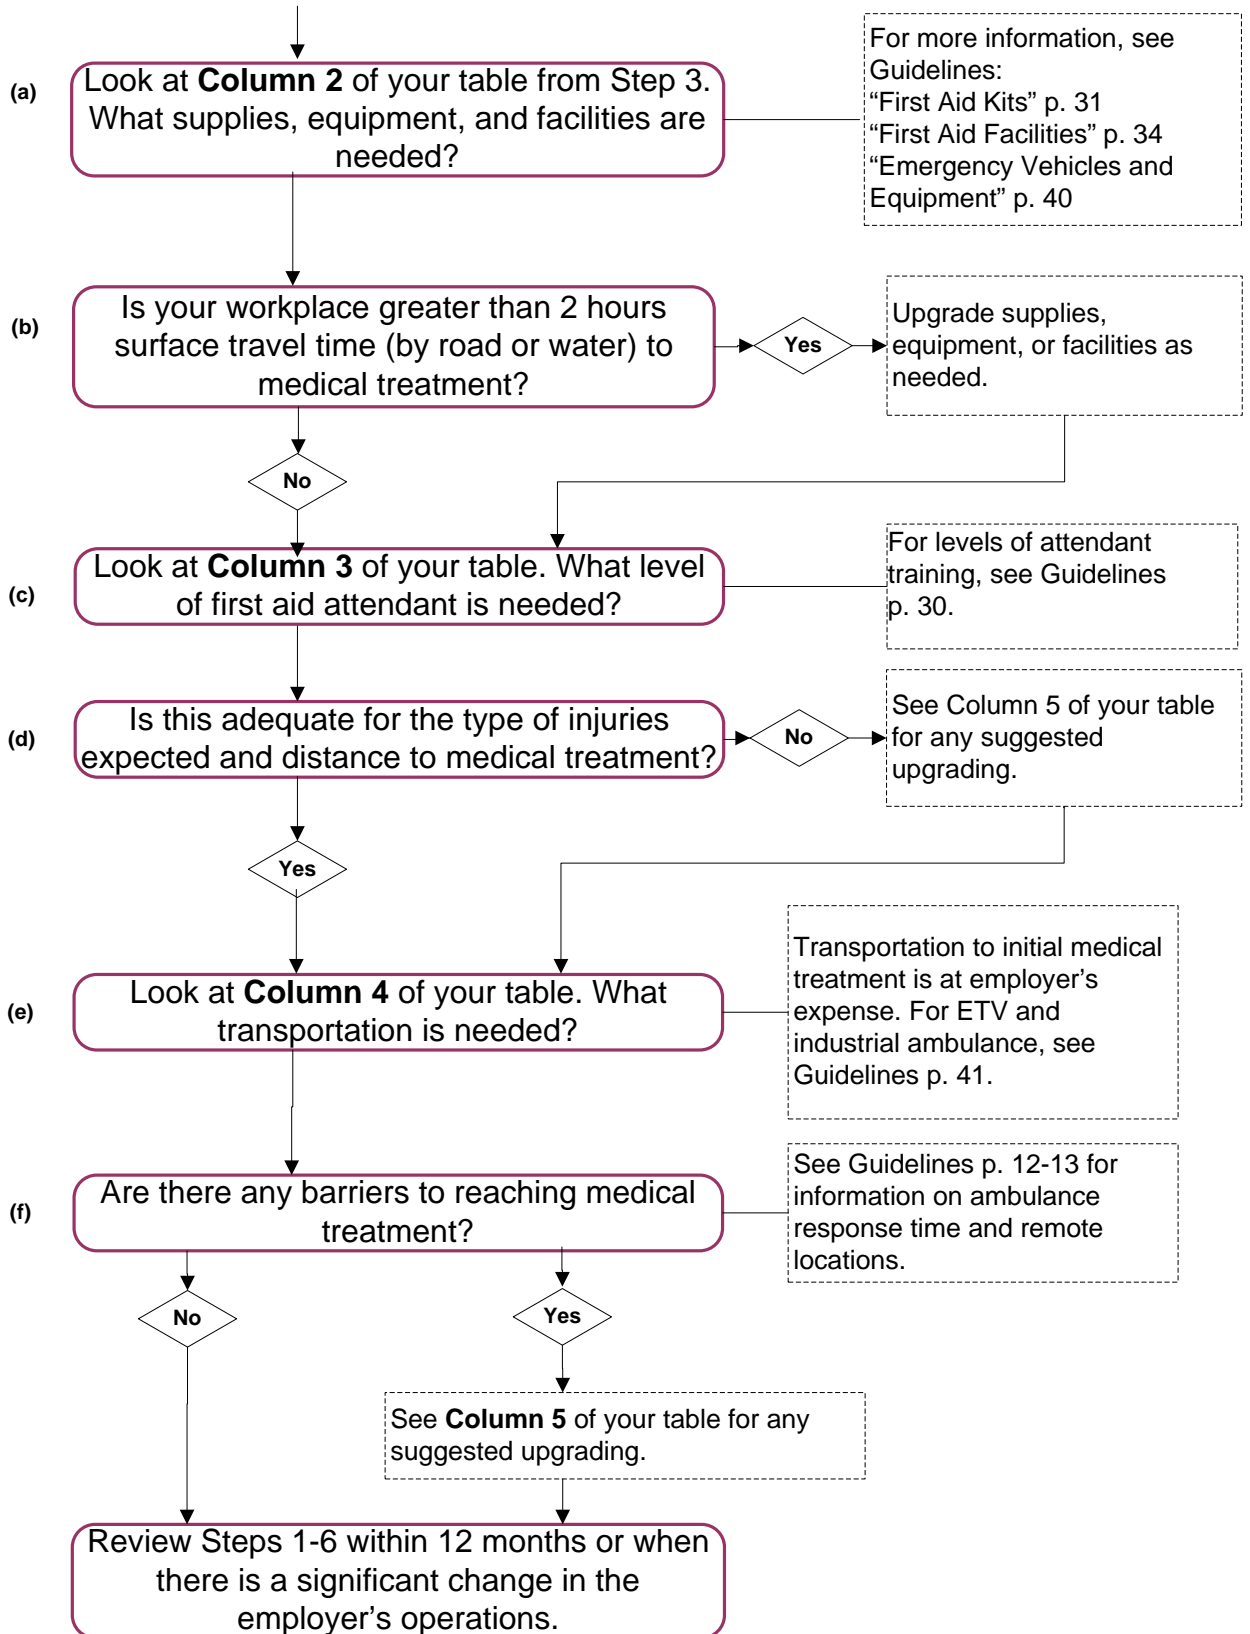 (a)
Look at Column 2 of your table from Step 3.
What supplies, equipment, and facilities are
needed?
For more information, see
Guidelines:
“First Aid Kits” p. 31
“First Aid Facilities” p. 34
“Emergency Vehicles and
Equipment” p. 40
(b)
Is your workplace greater than 2 hours
surface travel time (by road or water) to
medical treatment?
Yes
Upgrade supplies,
equipment, or facilities as
needed.
No
(c)
Look at Column 3 of your table. What level
of first aid attendant is needed?
For levels of attendant
training, see Guidelines
p. 30.
(d)
Is this adequate for the type of injuries
expected and distance to medical treatment?
No
See Column 5 of your table
for any suggested
upgrading.
Yes
(e)
Look at Column 4 of your table. What
transportation is needed?
Transportation to initial medical
treatment is at employer’s
expense. For ETV and
industrial ambulance, see
Guidelines p. 41.
(f)
Are there any barriers to reaching medical
treatment?
See Guidelines p. 12-13 for
information on ambulance
response time and remote
locations.
No
Yes
See Column 5 of your table for any
suggested upgrading.
Review Steps 1-6 within 12 months or when
there is a significant change in the
employer’s operations.